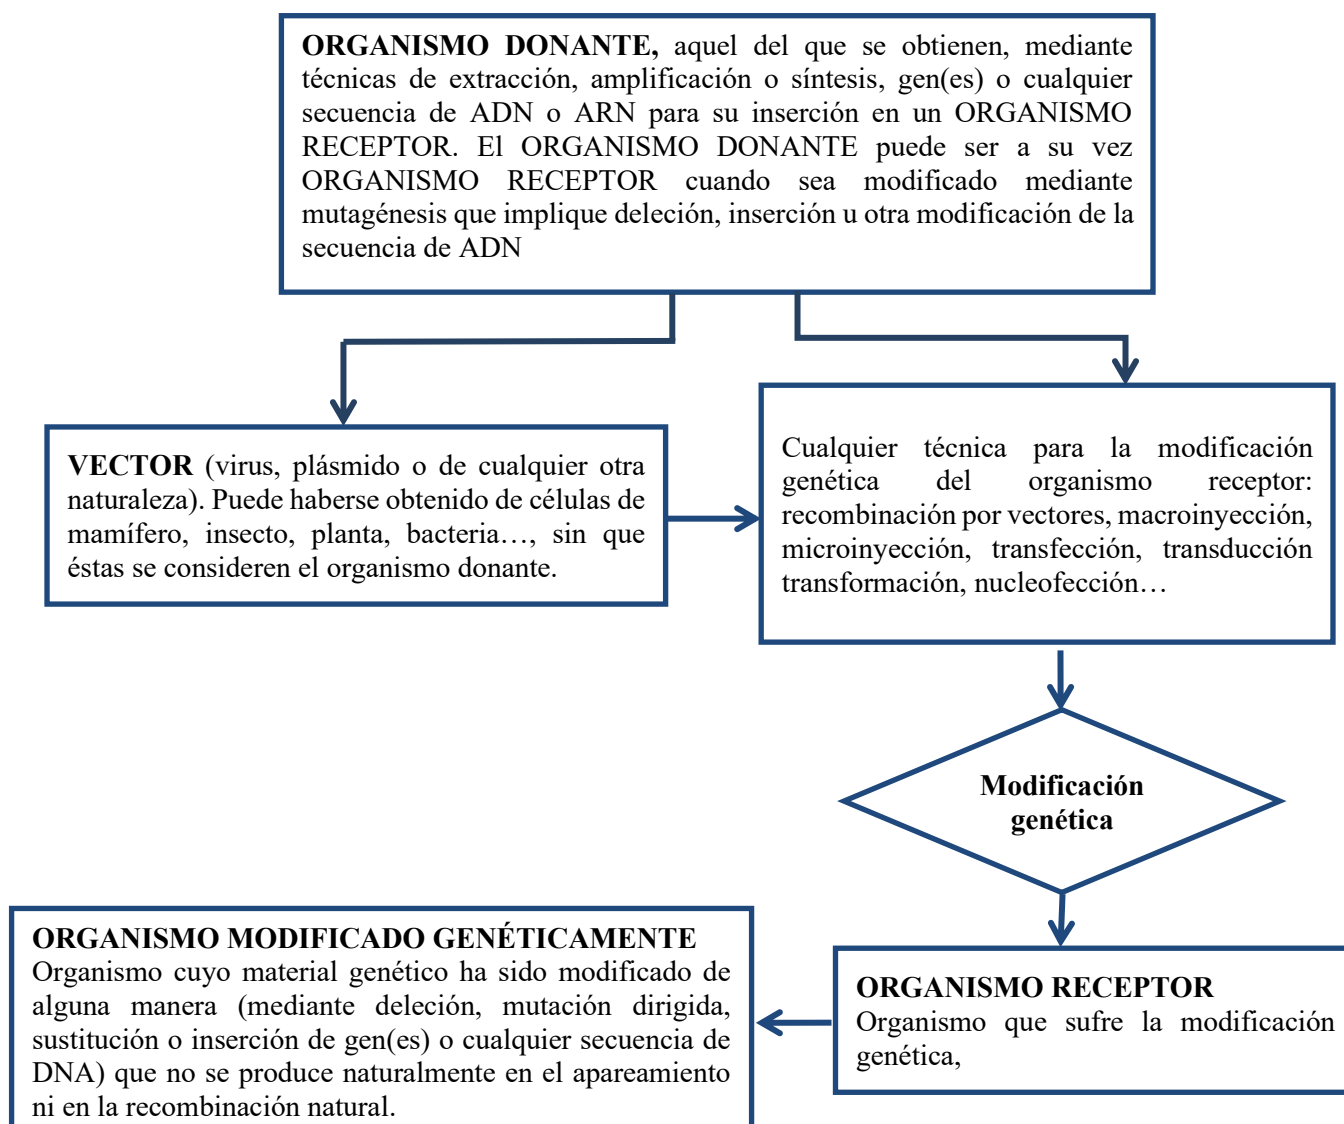 ORGANISMO DONANTE, aquel del que se obtienen, mediante
técnicas de extracción, amplificación o síntesis, gen(es) o cualquier
secuencia de ADN o ARN para su inserción en un ORGANISMO
RECEPTOR. El ORGANISMO DONANTE puede ser a su vez
ORGANISMO RECEPTOR cuando sea modificado mediante
mutagénesis que implique deleción, inserción u otra modificación de la
secuencia de ADN
VECTOR (virus, plásmido o de cualquier otra
naturaleza). Puede haberse obtenido de células de
mamífero, insecto, planta, bacteria…, sin que
éstas se consideren el organismo donante.
Cualquier técnica para la modificación
genética del organismo receptor:
recombinación por vectores, macroinyección,
microinyección, transfección, transducción
transformación, nucleofección…
Modificación
genética
ORGANISMO RECEPTOR
Organismo que sufre la modificación
genética,
ORGANISMO MODIFICADO GENÉTICAMENTE
Organismo cuyo material genético ha sido modificado de
alguna manera (mediante deleción, mutación dirigida,
sustitución o inserción de gen(es) o cualquier secuencia de
DNA) que no se produce naturalmente en el apareamiento
ni en la recombinación natural.